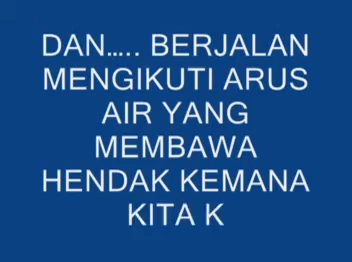 DAN….. BERJALAN
MENGIKUTI ARUS
AIR YANG
MEMBAWA
HENDAK KEMANA
KITA K